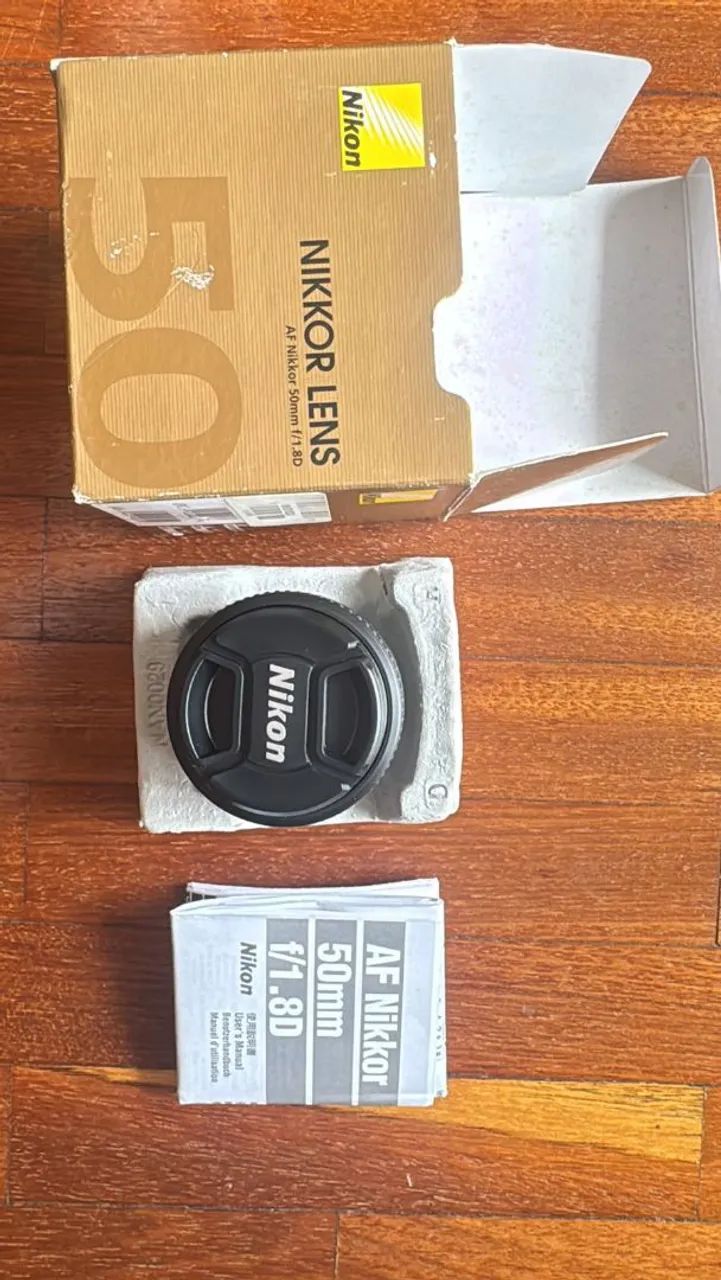 Nikon
50
NIKKOR LENS
AF Nikkor 50mm f/1.8D
Nikon
AF Nikkor
50mm
f/1.8D
Nikon
使用説明書
User's Manual
Benutzerhandbuch
Manuel d'utilisation